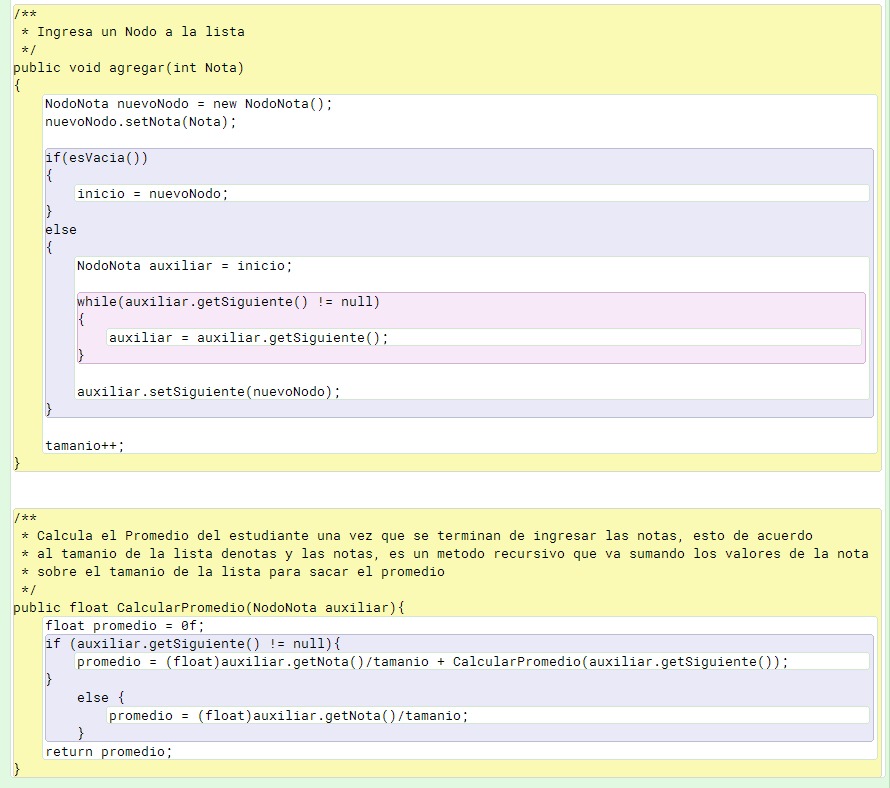 /**
 * Ingresa un Nodo a la lista
 */
public void agregar(int Nota)
{
    NodoNota nuevoNodo = new NodoNota();
    nuevoNodo.setNota(Nota);

    if(esVacia())
    {
        inicio = nuevoNodo;
    }
    else
    {
        NodoNota auxiliar = inicio;

        while(auxiliar.getSiguiente() != null)
        {
            auxiliar = auxiliar.getSiguiente();
        }

        auxiliar.setSiguiente(nuevoNodo);
    }

    tamanio++;
}

/**
 * Calcula el Promedio del estudiante una vez que se terminan de ingresar las notas, esto de acuerdo
 * al tamanio de la lista denotas y las notas, es un metodo recursivo que va sumando los valores de la nota
 * sobre el tamanio de la lista para sacar el promedio
 */
public float CalcularPromedio(NodoNota auxiliar){
    float promedio = 0f;
    if (auxiliar.getSiguiente() != null){
        promedio = (float)auxiliar.getNota()/tamanio + CalcularPromedio(auxiliar.getSiguiente());
    }
        else {
            promedio = (float)auxiliar.getNota()/tamanio;
        }
    return promedio;
}